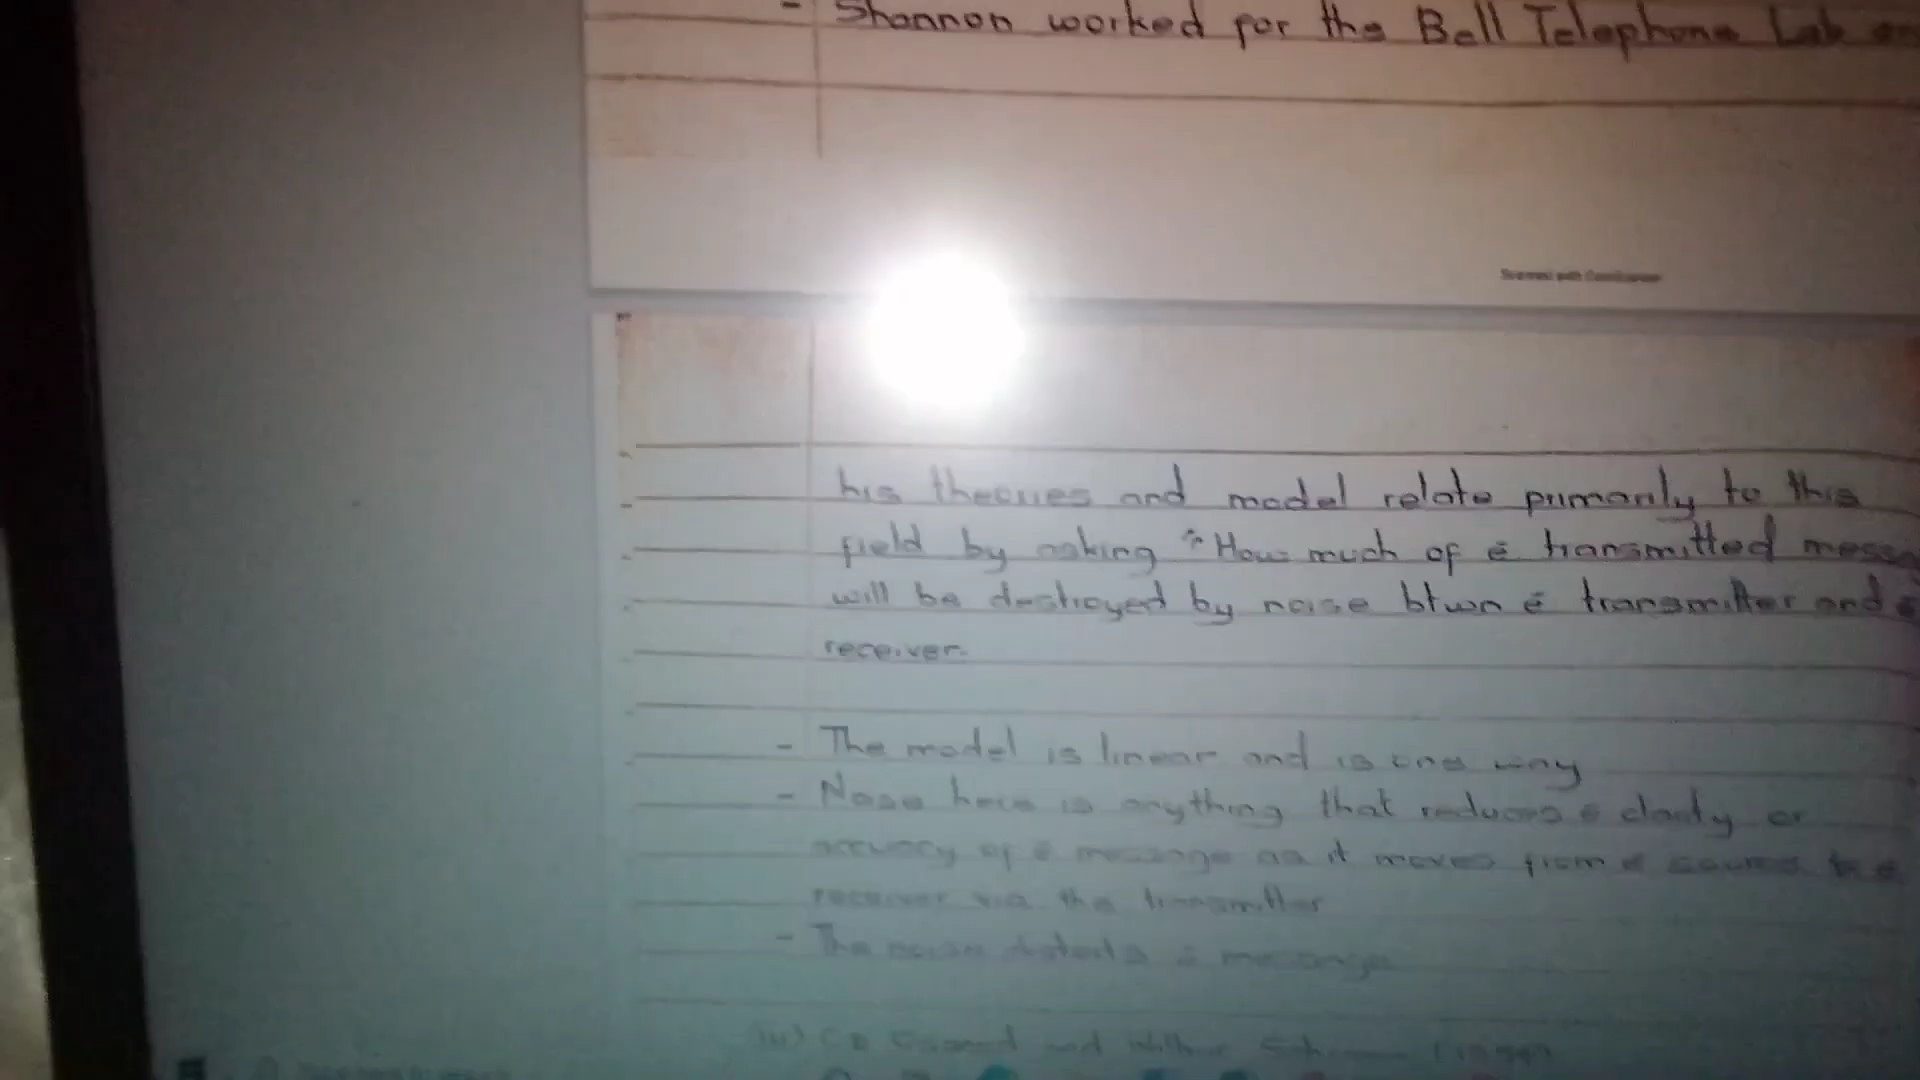 - Shannon worked for the Bell Telephone Lab
Scanned with CamScanner
his theories and model relate primarily to this
field by asking "How much of ē transmitted
will be destroyed by noise btwn ē transmitter and ē
receiver.
- The model is linear and is one way
- Noise here is anything that reduces ē clarity or
accuracy of ē message as it moves from ē source to ē
receiver via the transmitter
- The noise distorts ē message